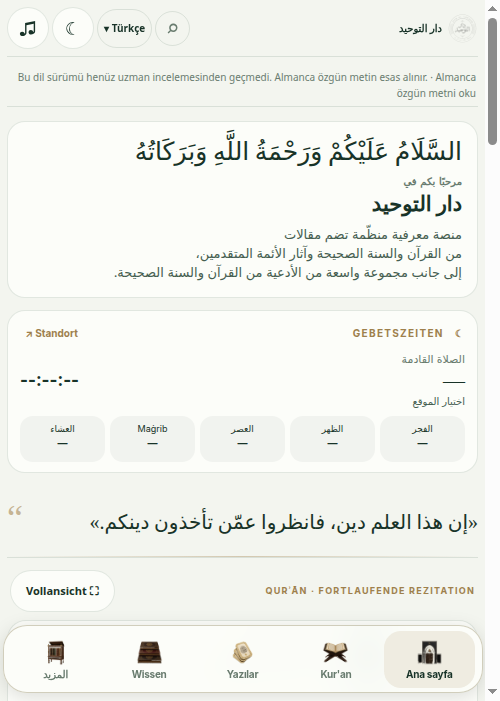 دار التوحيد
Türkçe ▾
Bu dil sürümü henüz uzman incelemesinden geçmedi. Almanca özgün metin esas alınır. · Almanca
özgün metni oku
السَّلَامُ عَلَيْكُمْ وَرَحْمَةُ اللَّهِ وَبَرَكَاتُهُ
مرحبًا بكم في
دار التوحيد
منصة معرفية منظّمة تضم مقالات
من القرآن والسنة الصحيحة وآثار الأئمة المتقدمين،
إلى جانب مجموعة واسعة من الأدعية من القرآن والسنة الصحيحة.
GEBETSZEITEN
Standort
الصلاة القادمة
—
--:--:--
اختيار الموقع
الفجر
—
الظهر
—
العصر
—
Maġrib
—
العشاء
—
«إن هذا العلم دين، فانظروا عمّن تأخذون دينكم.»
QURʾĀN · FORTLAUFENDE REZITATION
Vollansicht
Ana sayfa
Kur'an
Yazılar
Wissen
المزيد